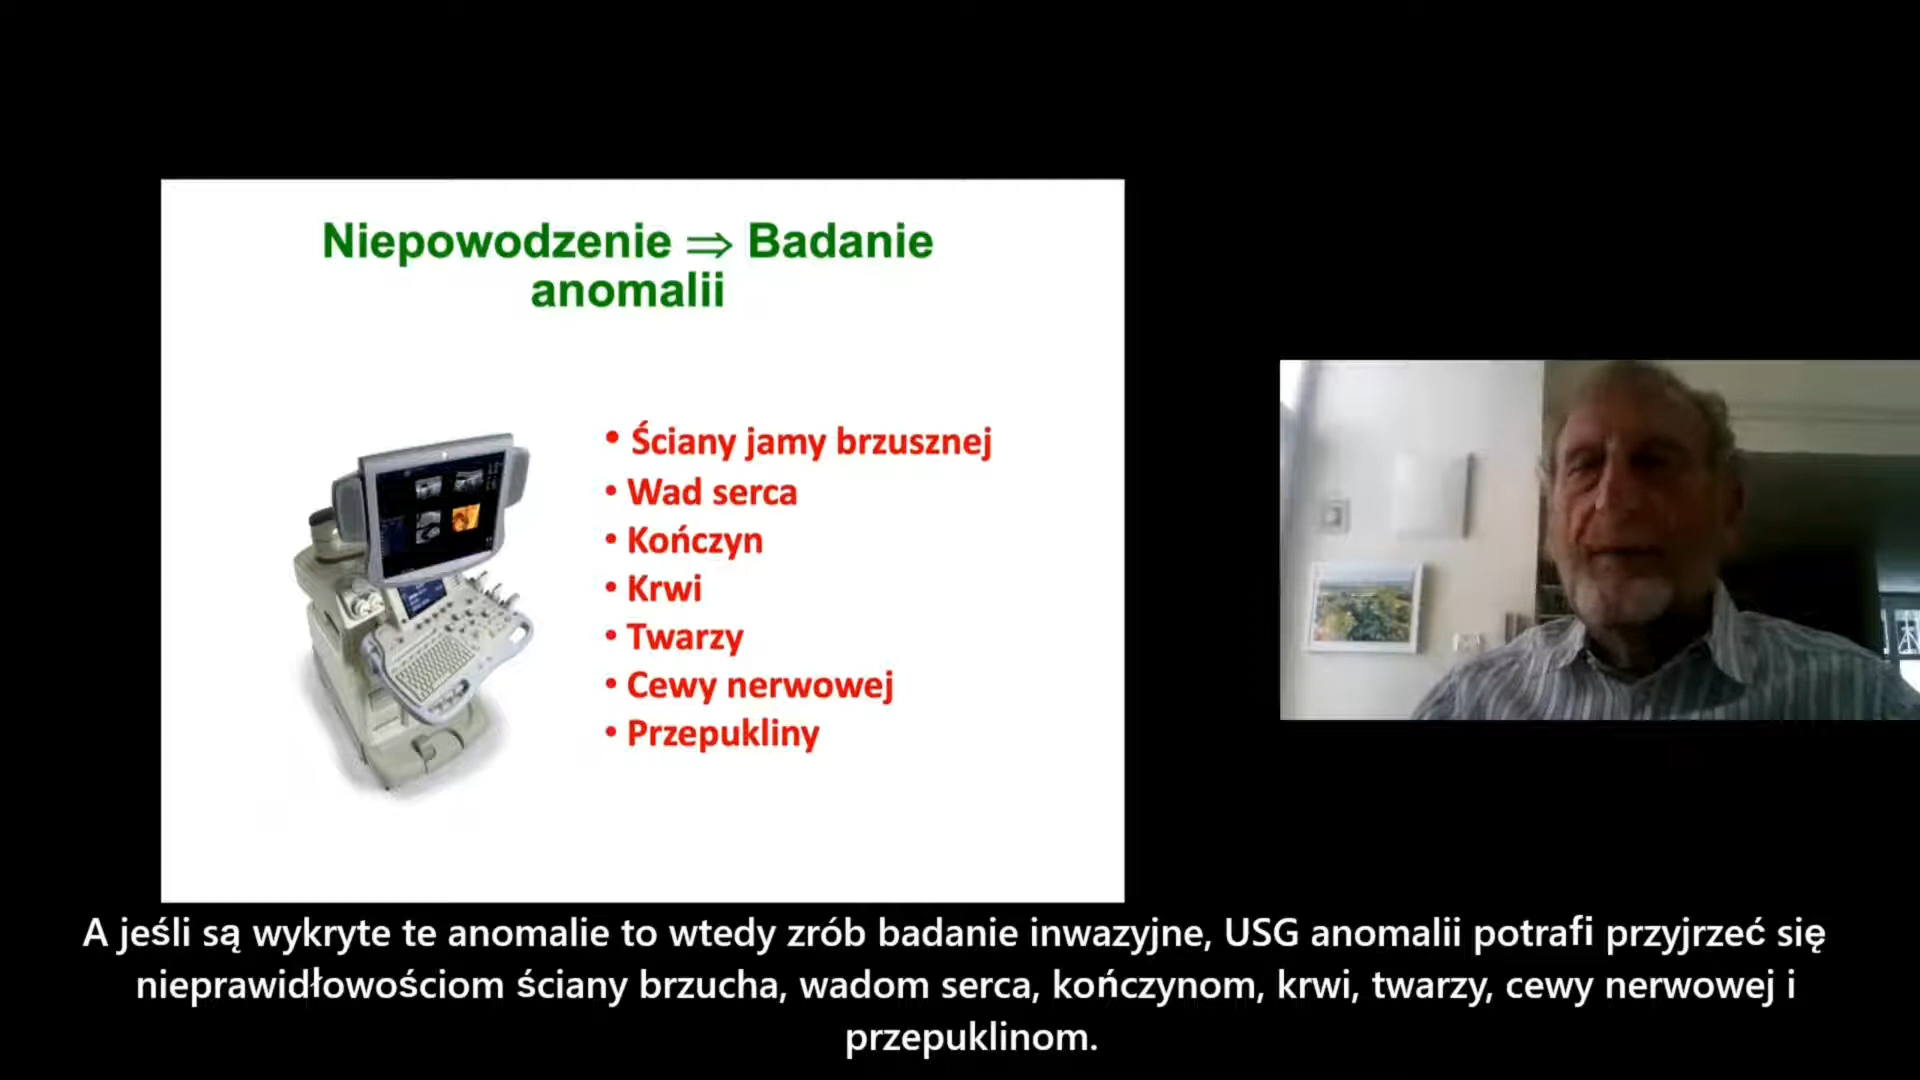 Niepowodzenie ⇒ Badanie
anomalii
• Ściany jamy brzusznej
• Wad serca
• Kończyn
• Krwi
• Twarzy
• Cewy nerwowej
• Przepukliny
A jeśli są wykryte te anomalie to wtedy zrób badanie inwazyjne, USG anomalii potrafi przyjrzeć się
nieprawidłowościom ściany brzucha, wadom serca, kończynom, krwi, twarzy, cewy nerwowej i
przepuklinom.